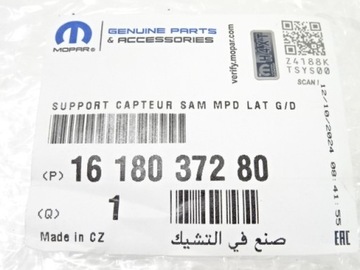 MOPAR®
GENUINE PARTS
& ACCESSORIES
verify.mopar.com
Z4188K
TSYS00
SCAN !
12/10/2024 08:41:55
SUPPORT CAPTEUR SAM MPD LAT G/D
(P) 16 180 372 80
(Q) 1
Made in CZ
صنع في التشيك